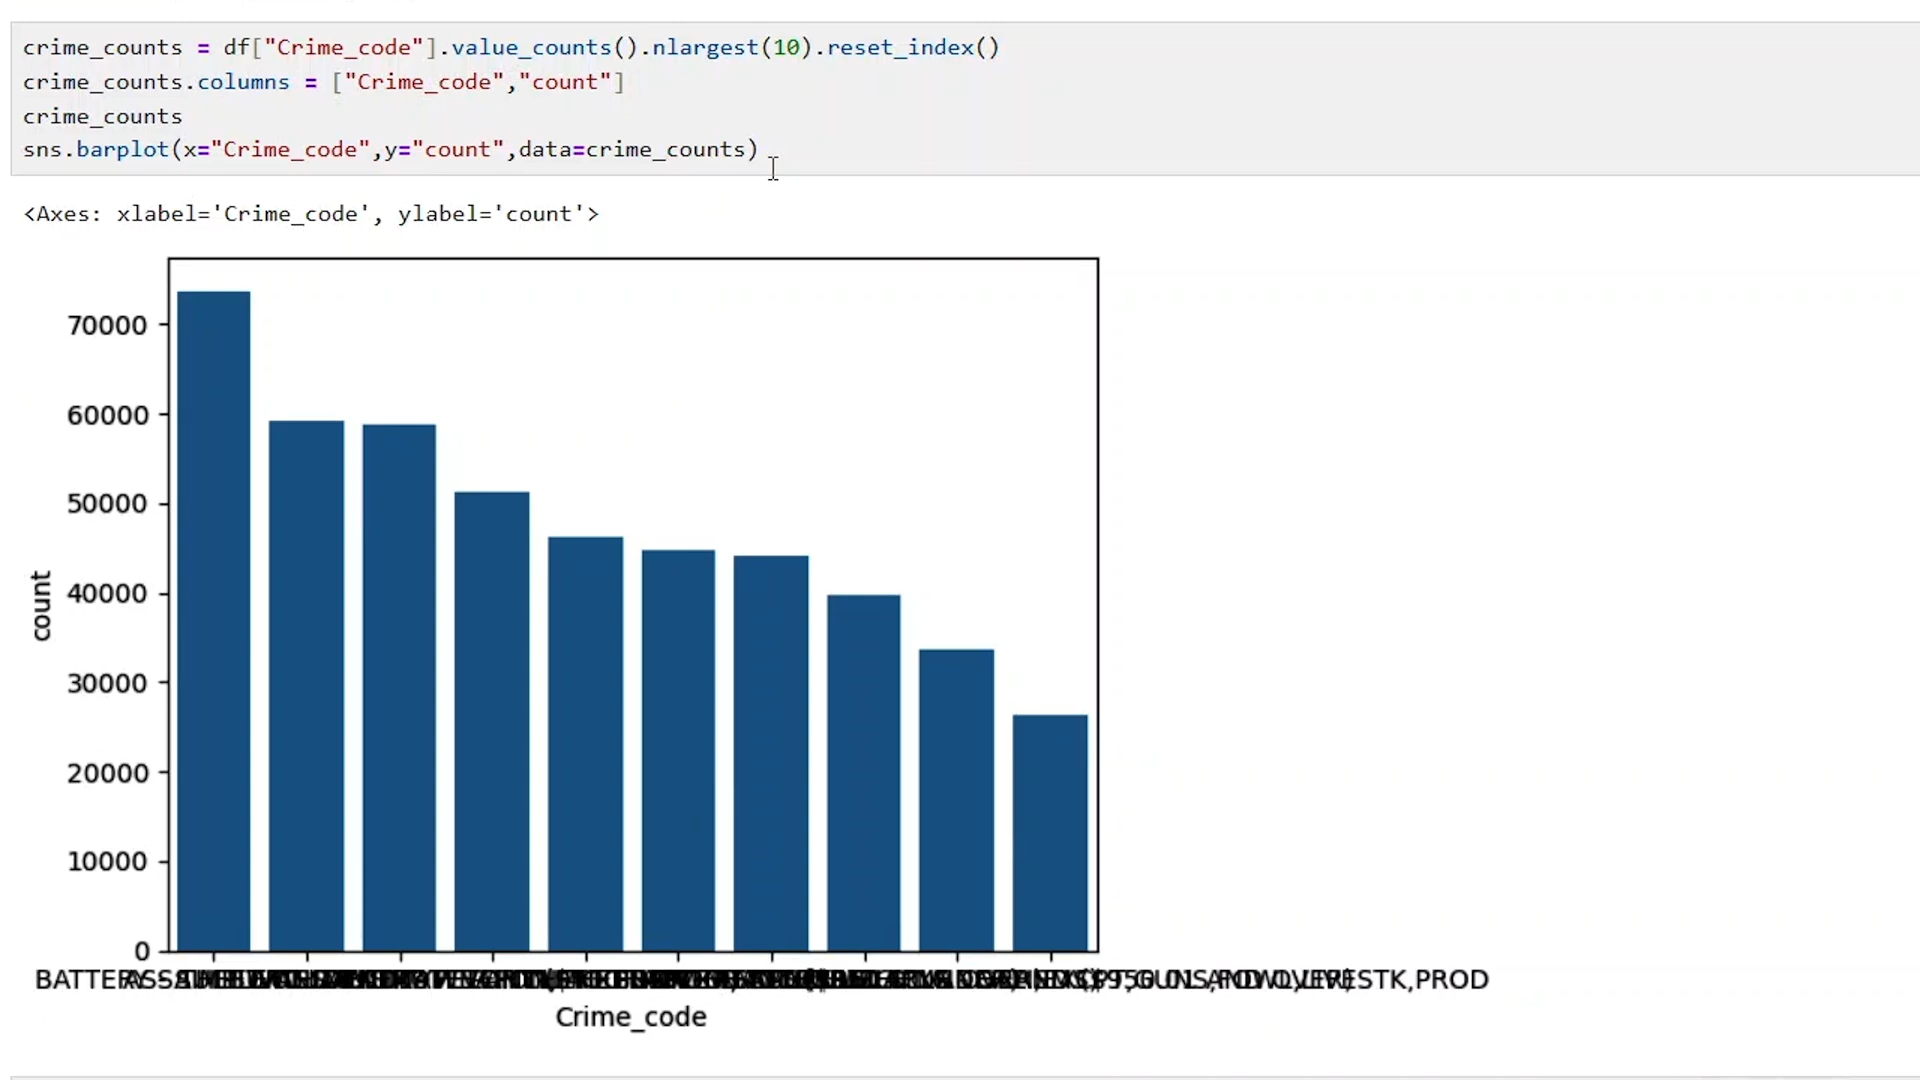 crime_counts = df["Crime_code"].value_counts().nlargest(10).reset_index()
crime_counts.columns = ["Crime_code","count"]
crime_counts
sns.barplot(x="Crime_code",y="count",data=crime_counts)
<Axes: xlabel='Crime_code', ylabel='count'>
70000
60000
50000
40000
30000
20000
10000
0
count
BATTERY
Crime_code